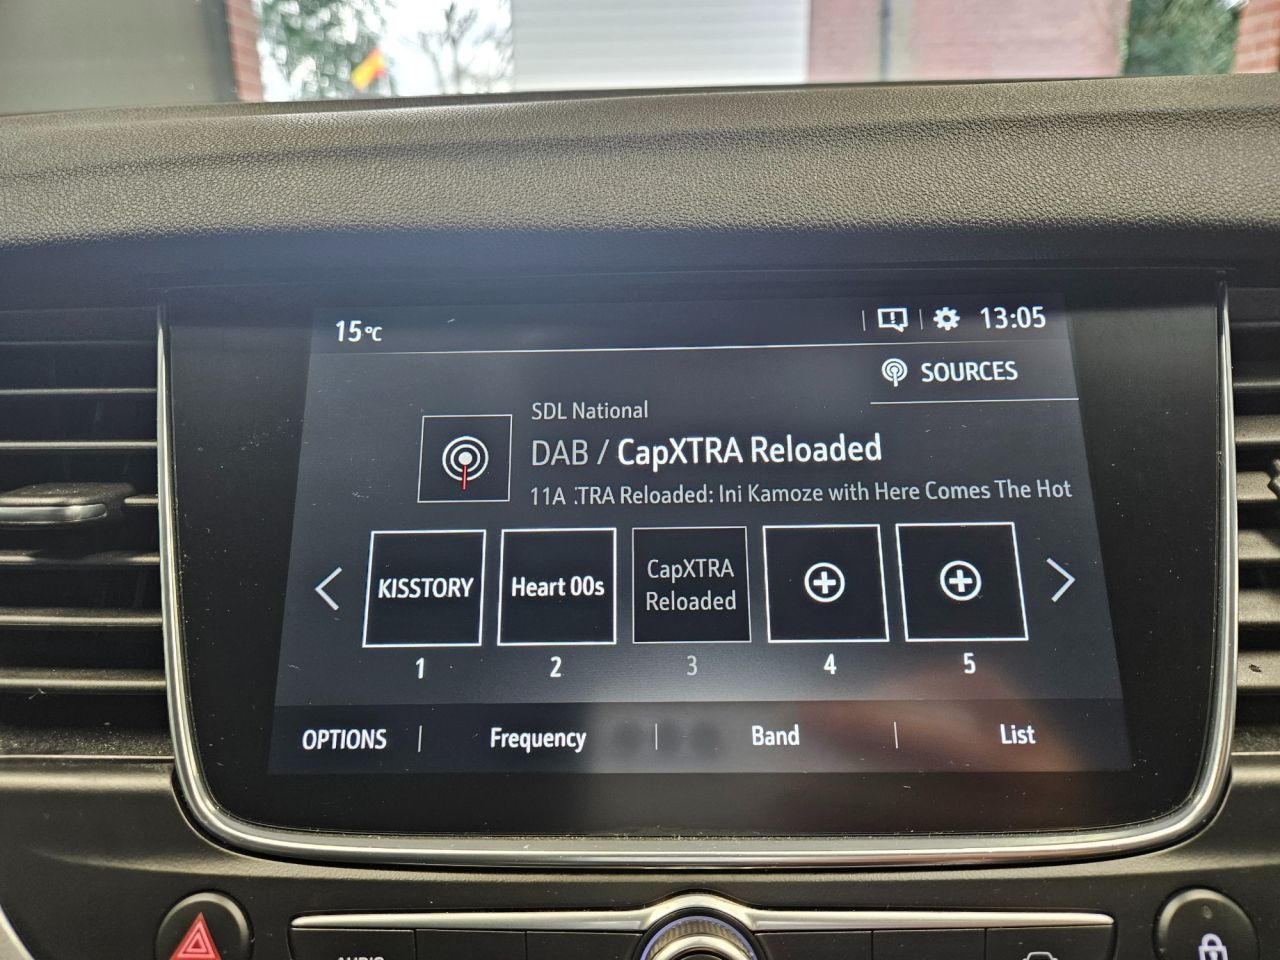 15°C
13:05
SOURCES
SDL National
DAB / CapXTRA Reloaded
11A :TRA Reloaded: Ini Kamoze with Here Comes The Hot
KISSTORY
Heart 00s
CapXTRA
Reloaded
1
2
3
4
5
OPTIONS
Frequency
Band
List
AUDIO